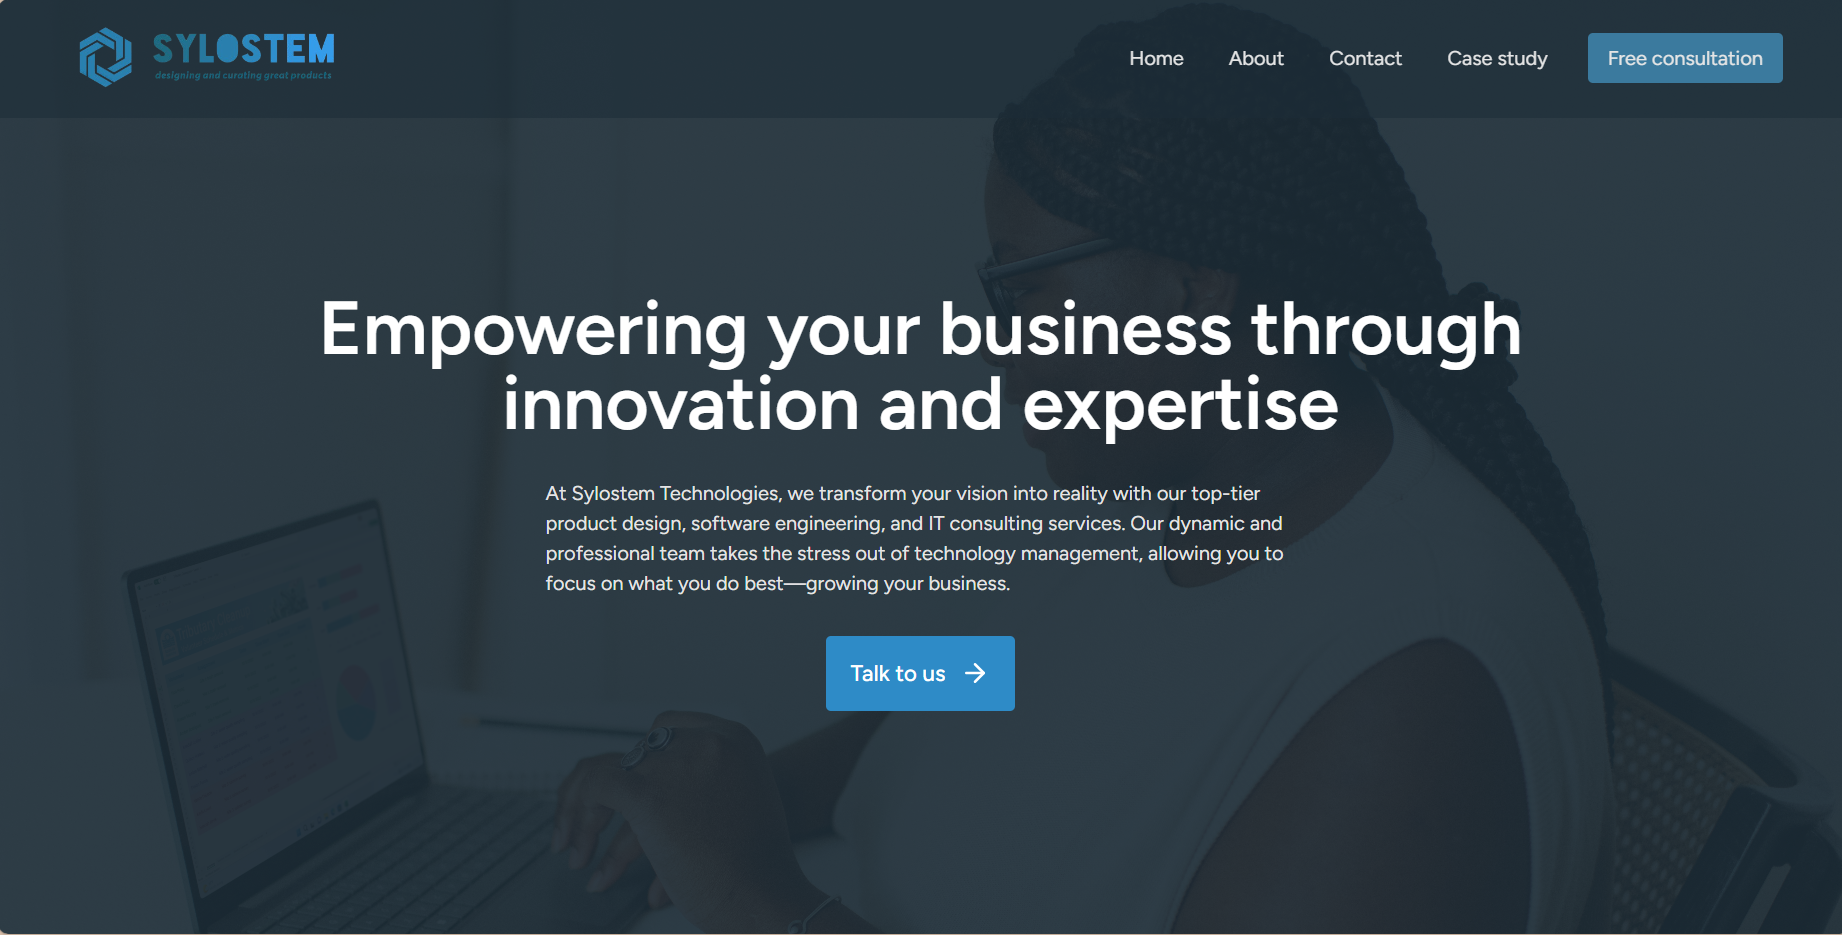 SYLOSTEM
designing and curating great products
Home
About
Contact
Case study
Free consultation
Empowering your business through
innovation and expertise
At Sylostem Technologies, we transform your vision into reality with our top-tier
product design, software engineering, and IT consulting services. Our dynamic and
professional team takes the stress out of technology management, allowing you to
focus on what you do best—growing your business.
Talk to us